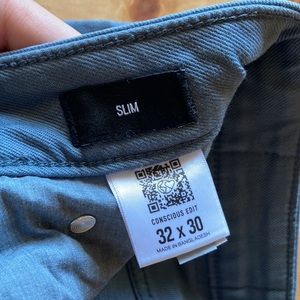 SLIM
CONSCIOUS EDIT
32 X 30
MADE IN BANGLADESH